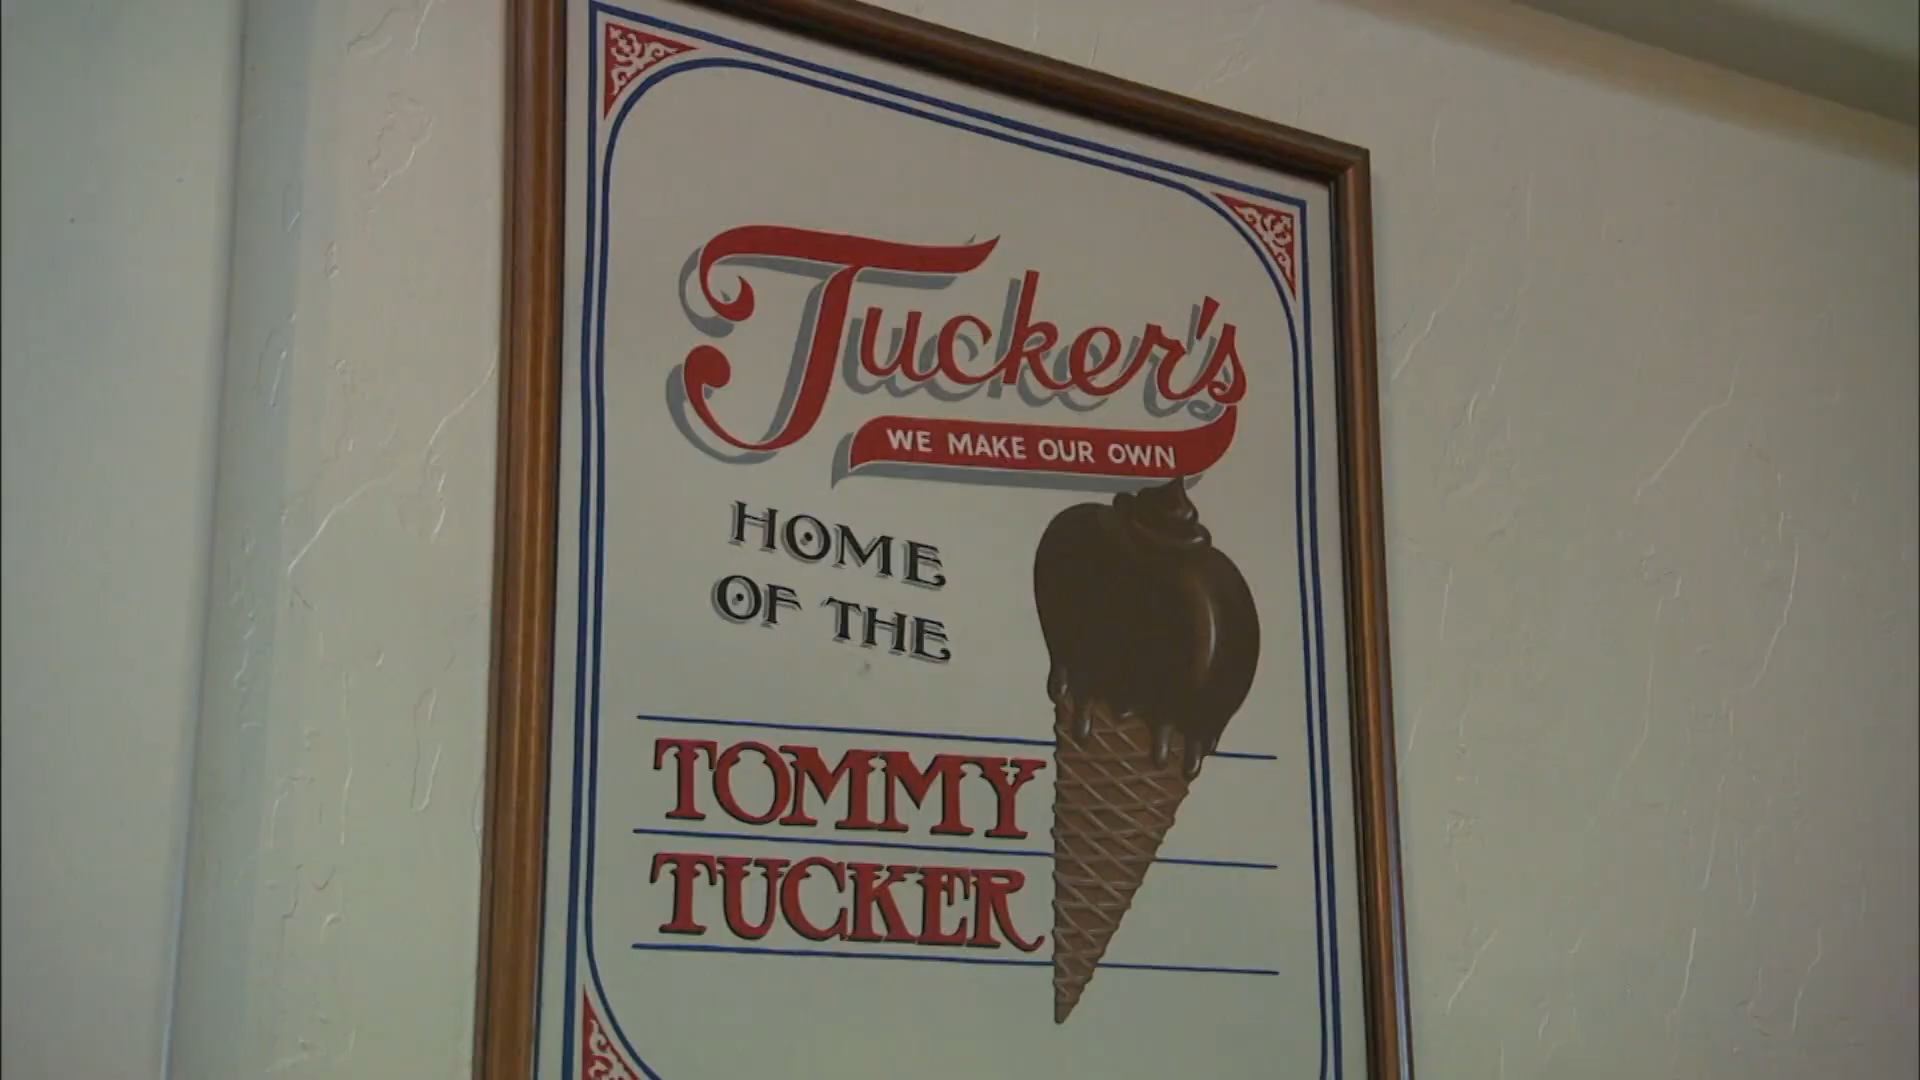 Tucker's
WE MAKE OUR OWN
HOME
OF THE
TOMMY
TUCKER